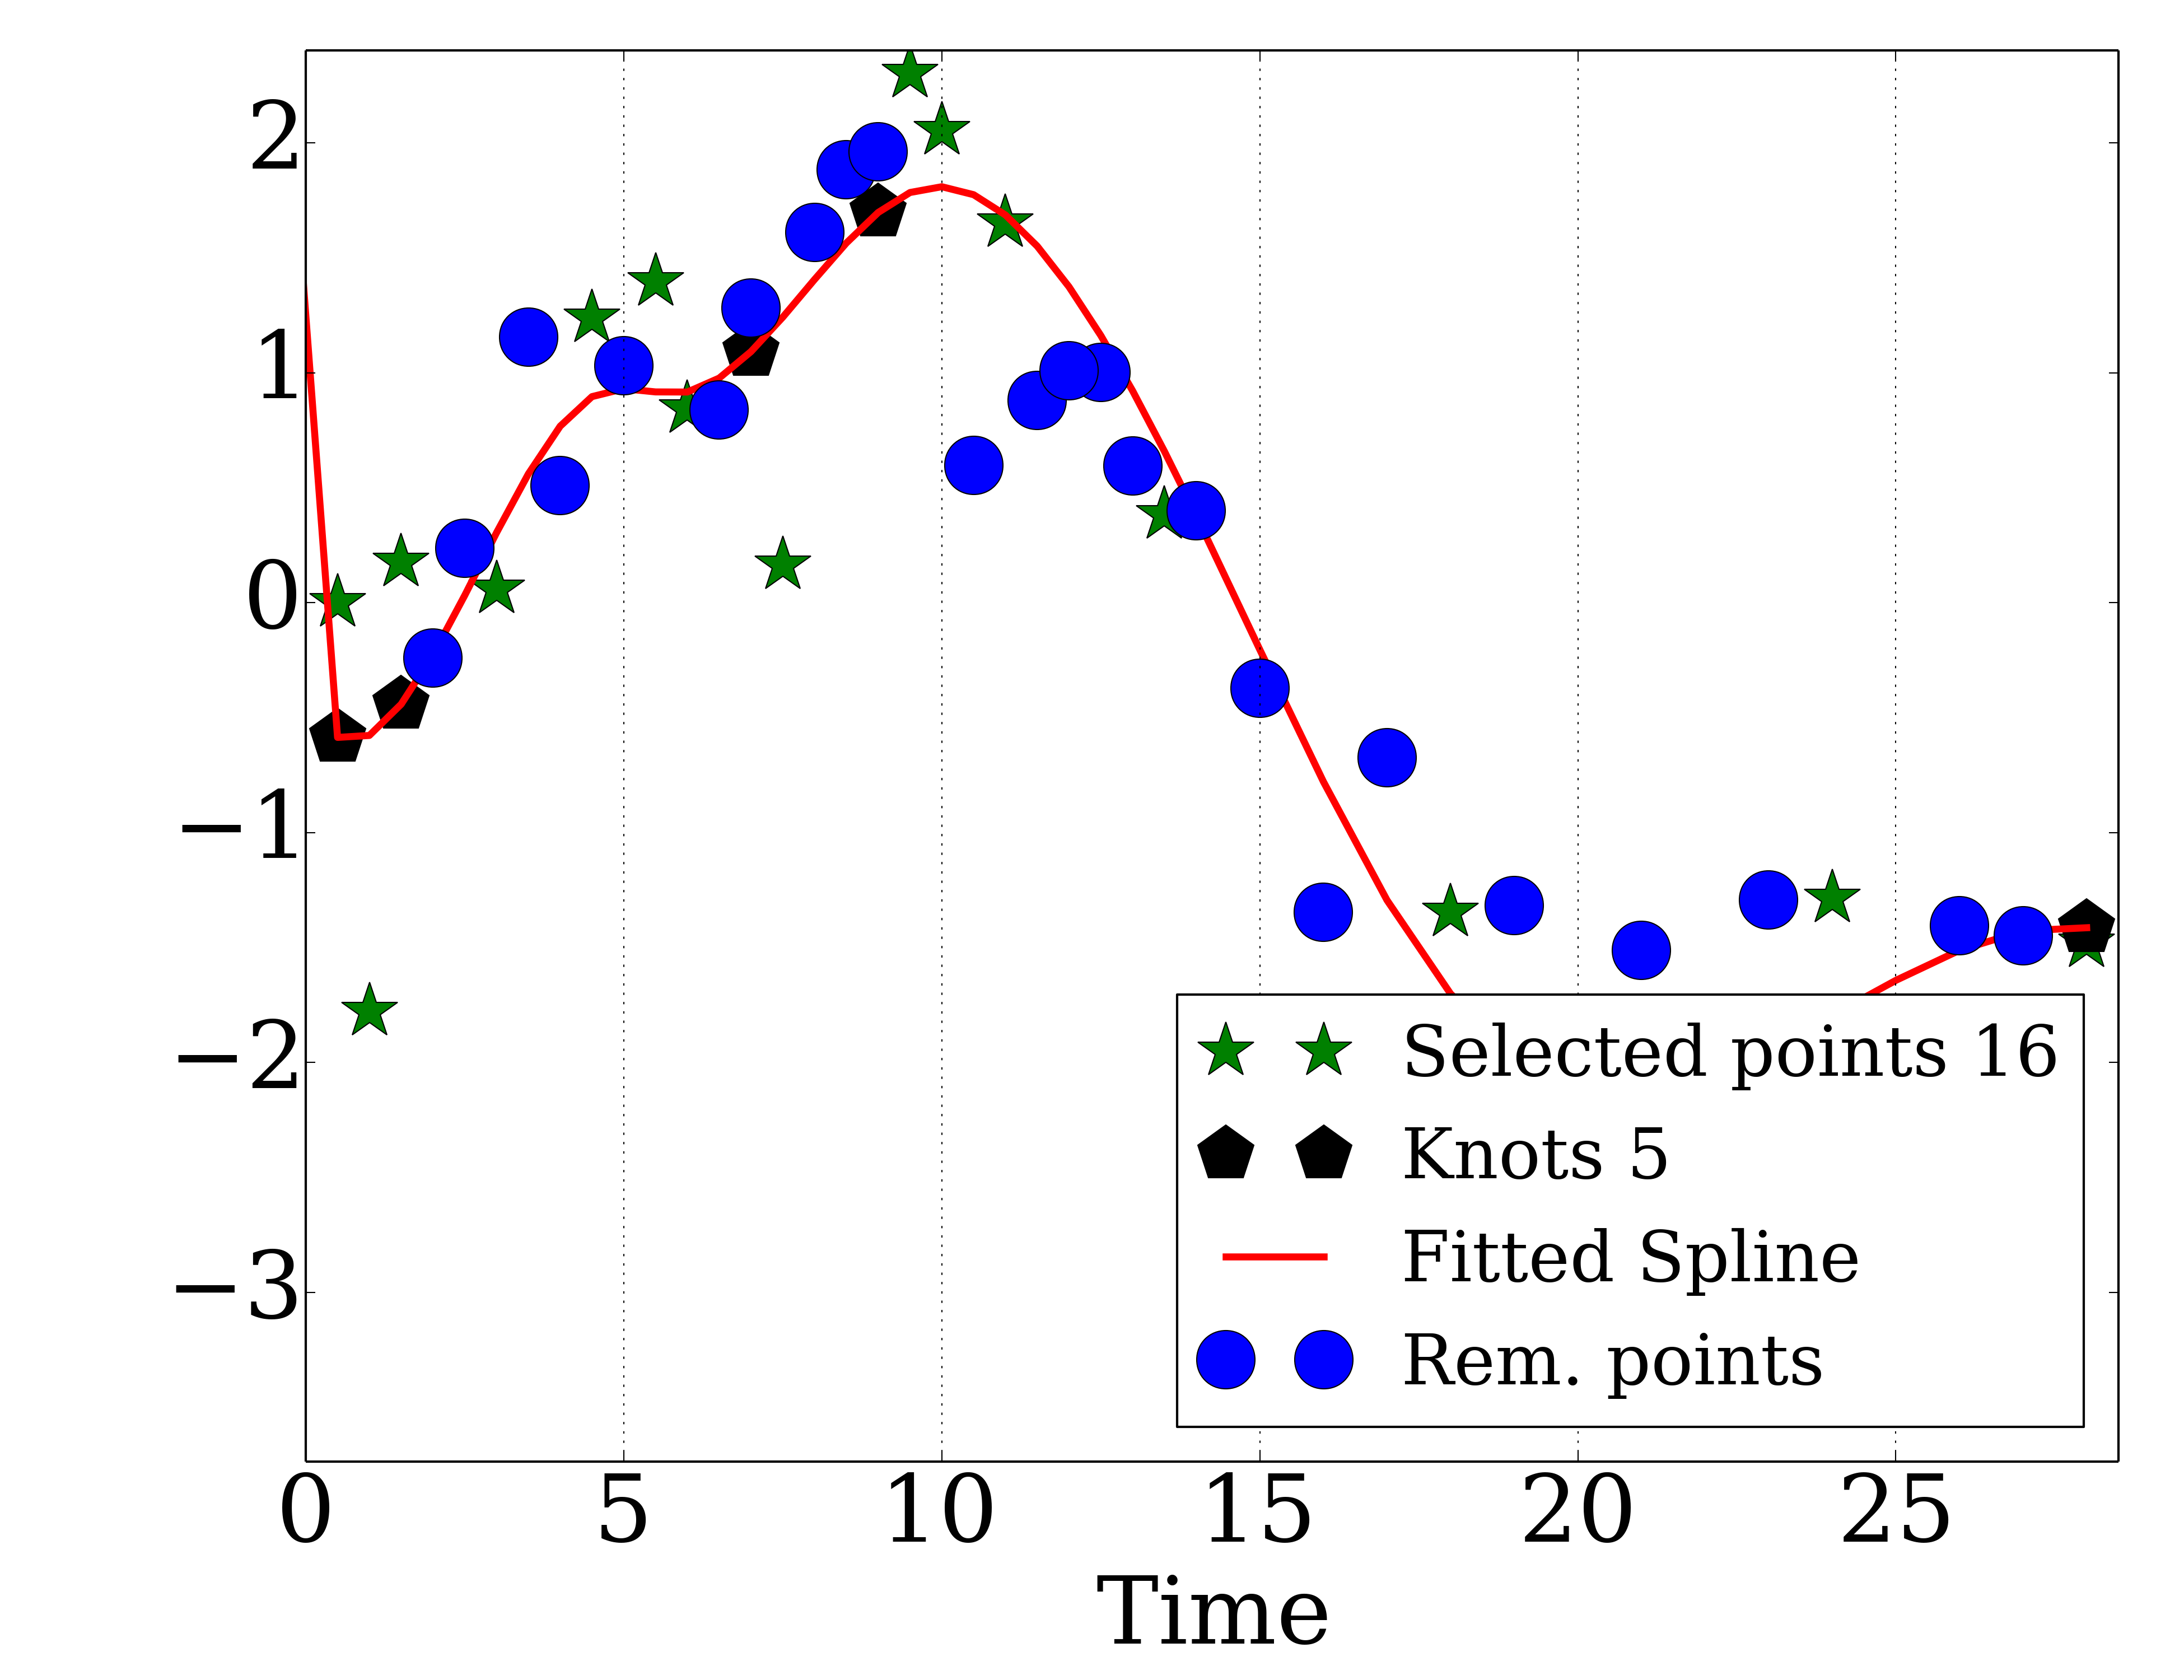 2
1
0
−1
−2
−3
0 5 10 15 20 25
Time
Selected points 16
Knots 5
Fitted Spline
Rem. points